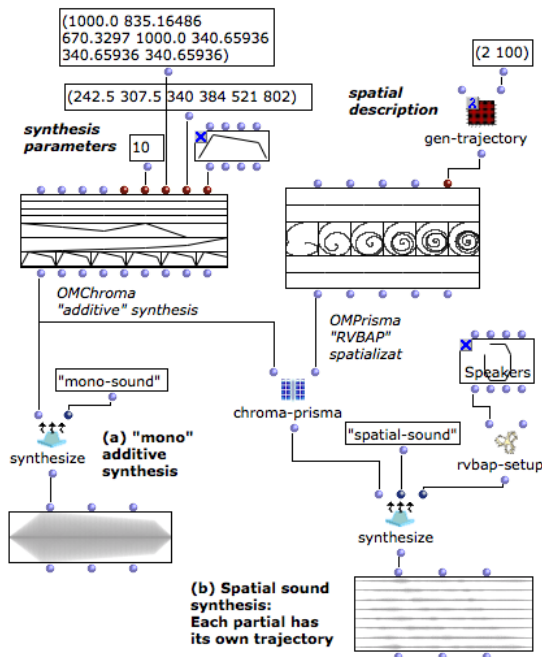 (1000.0 835.16486
670.3297 1000.0 340.65936
340.65936 340.65936)
(2 100)
(242.5 307.5 340 384 521 802)
spatial
description
synthesis
parameters
10
gen-trajectory
OMChroma
"additive" synthesis
OMPrisma
"RVBAP"
spatializat
Speakers
"mono-sound"
chroma-prisma
"spatial-sound"
(a) "mono"
additive
synthesis
synthesize
rvbap-setup
synthesize
(b) Spatial sound
synthesis:
Each partial has
its own trajectory